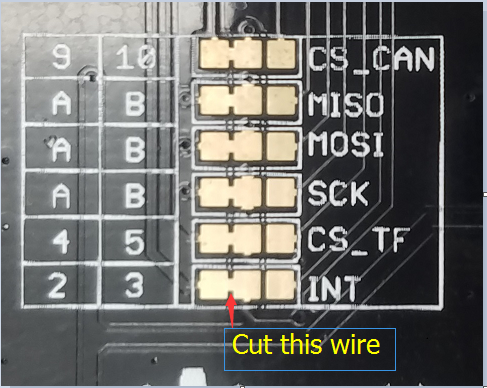 9 10 CS_CAN
A B MISO
A B MOSI
A B SCK
4 5 CS_TF
2 3 INT
Cut this wire